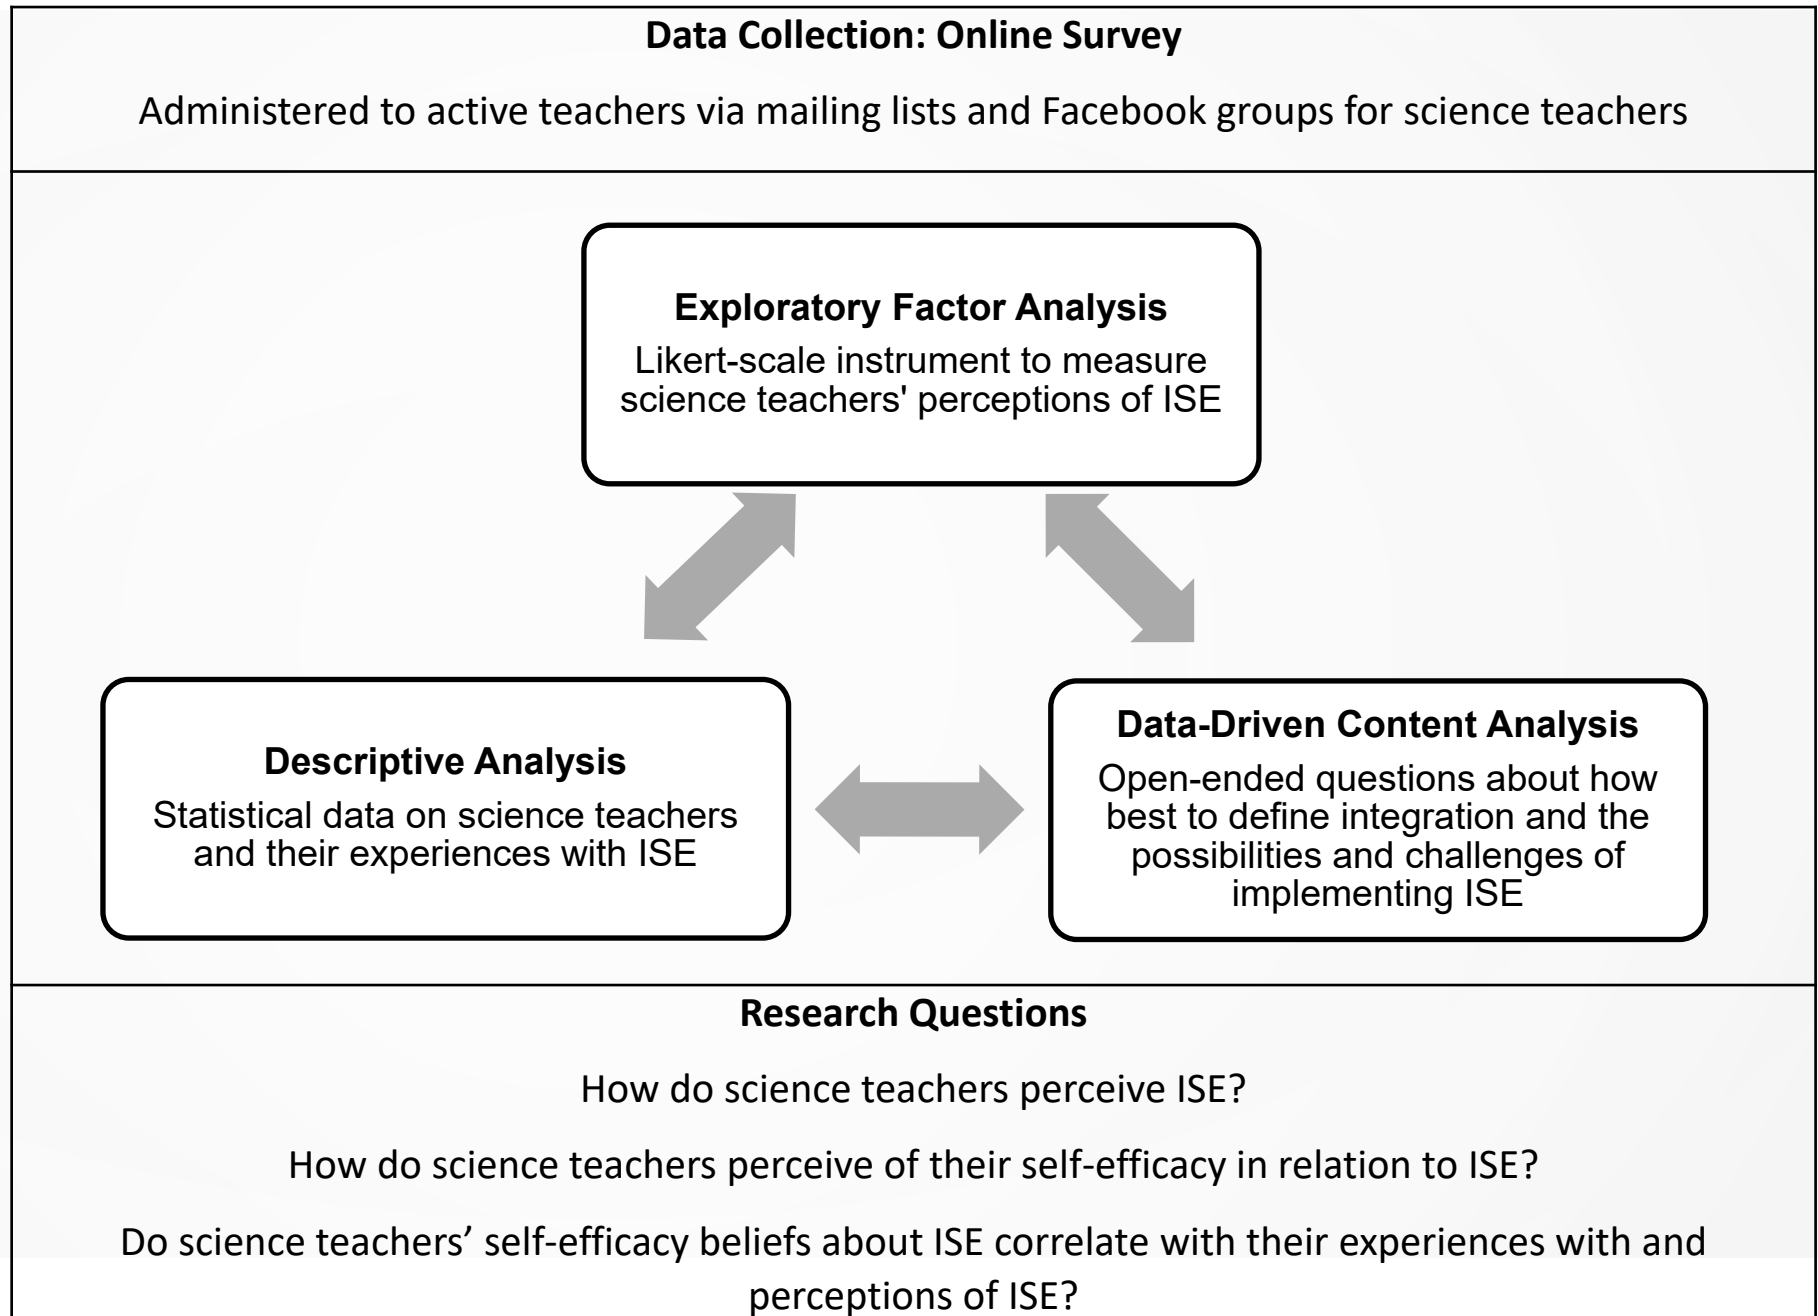 Data Collection: Online Survey
Administered to active teachers via mailing lists and Facebook groups for science teachers
Exploratory Factor Analysis
Likert-scale instrument to measure
science teachers' perceptions of ISE
Descriptive Analysis
Statistical data on science teachers
and their experiences with ISE
Data-Driven Content Analysis
Open-ended questions about how
best to define integration and the
possibilities and challenges of
implementing ISE
Research Questions
How do science teachers perceive ISE?
How do science teachers perceive of their self-efficacy in relation to ISE?
Do science teachers’ self-efficacy beliefs about ISE correlate with their experiences with and
perceptions of ISE?